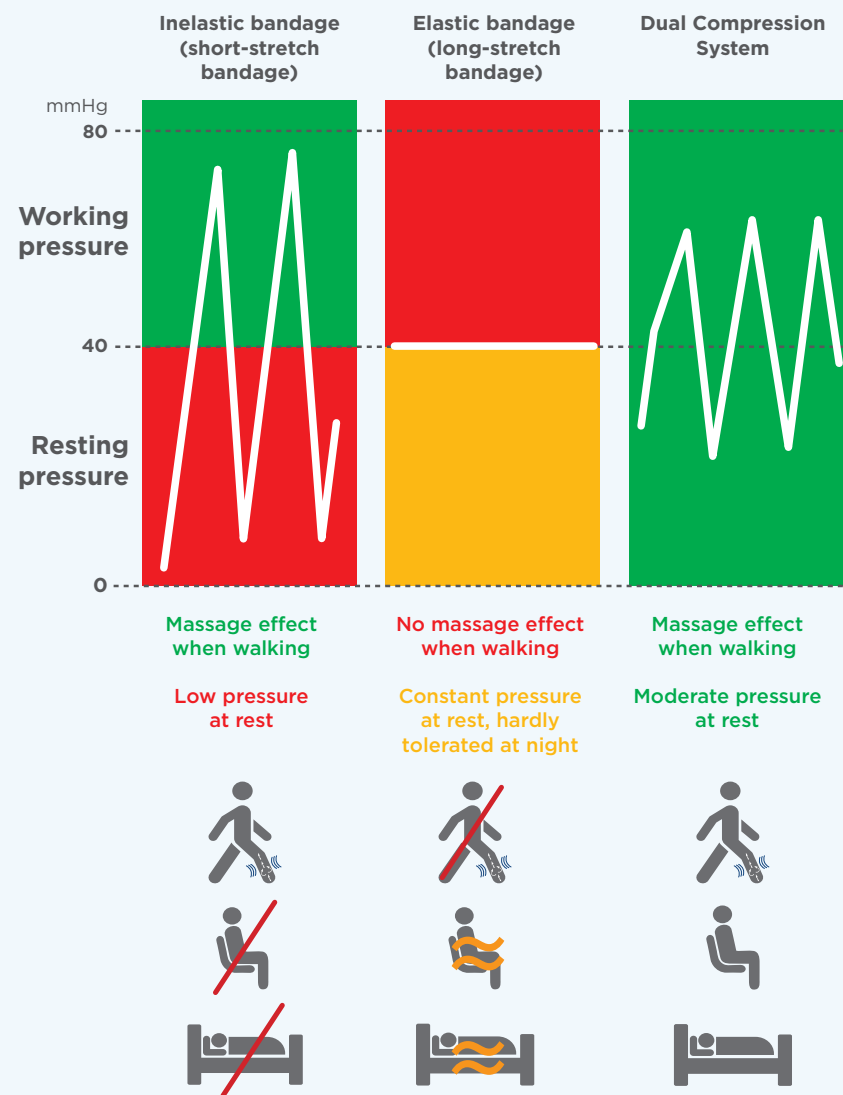 Inelastic bandage
(short-stretch
bandage)
Elastic bandage
(long-stretch
bandage)
Dual Compression
System
mmHg
80
Working
pressure
40
Resting
pressure
0
Massage effect
when walking
No massage effect
when walking
Massage effect
when walking
Low pressure
at rest
Constant pressure
at rest, hardly
tolerated at night
Moderate pressure
at rest